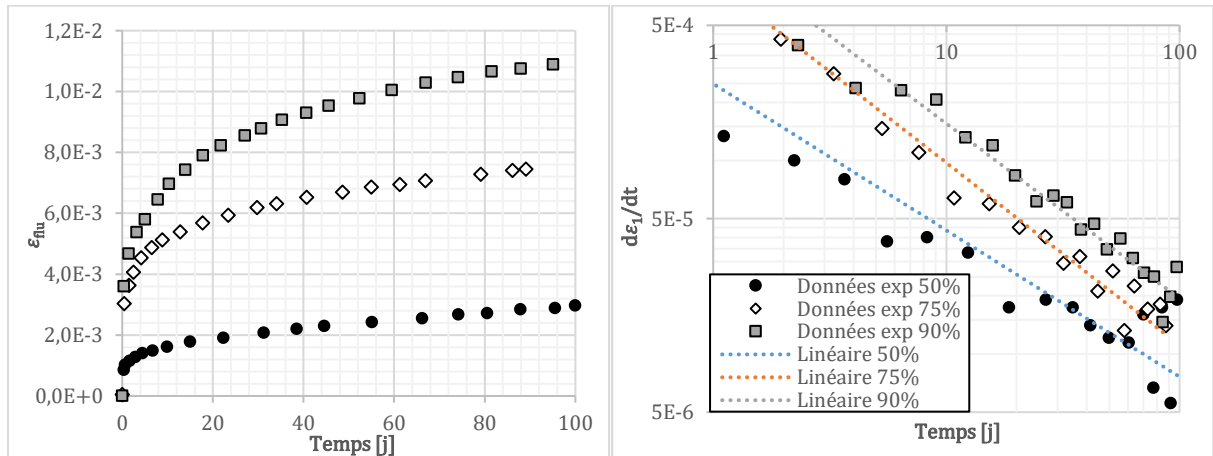 1,2E-2
1,0E-2
8,0E-3
6,0E-3
4,0E-3
2,0E-3
0,0E+0
εflu
0 20 40 60 80 100
Temps [j]
5E-4
5E-5
5E-6
1 10 100
dε1/dt
Données exp 50%
Données exp 75%
Données exp 90%
Linéaire 50%
Linéaire 75%
Linéaire 90%
Temps [j]